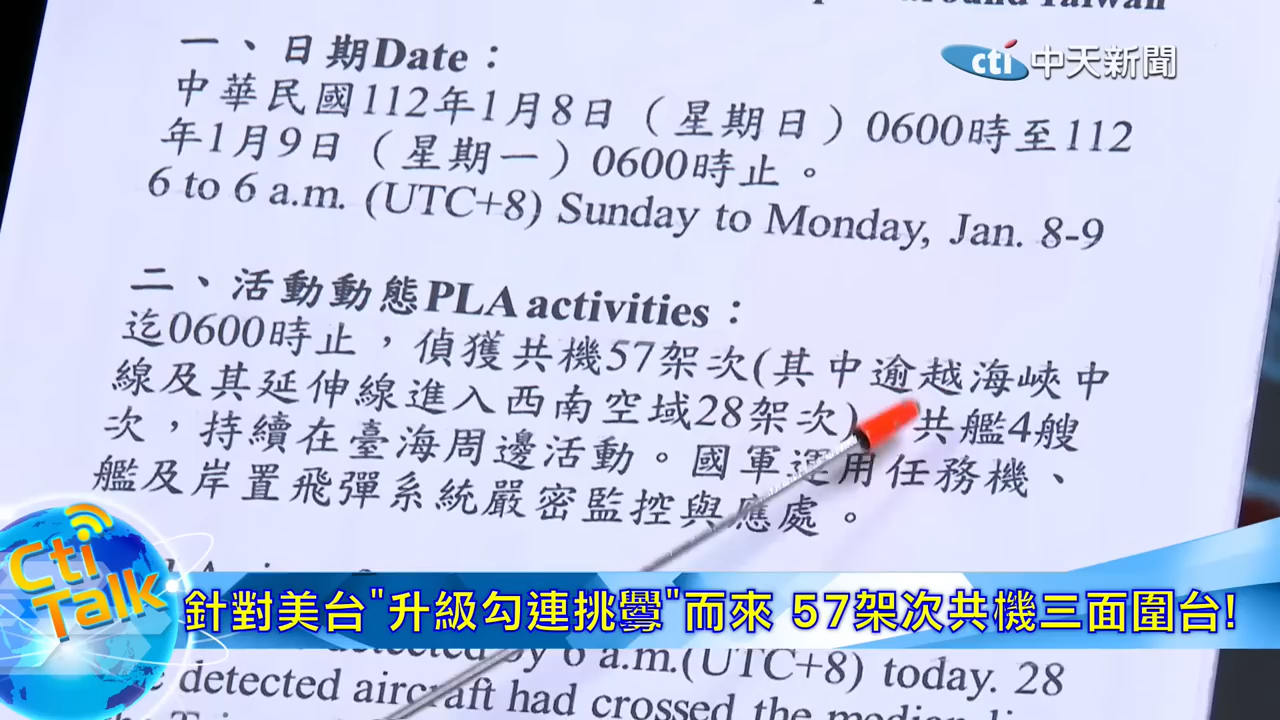 around Taiwan
cti 中天新聞
一、日期Date：
中華民國112年1月8日（星期日）0600時至112
年1月9日（星期一）0600時止。
6 to 6 a.m. (UTC+8) Sunday to Monday, Jan. 8-9
二、活動動態PLA activities：
迄0600時止，偵獲共機57架次(其中逾越海峽中
線及其延伸線進入西南空域28架次) 共艦4艘
次，持續在臺海周邊活動。國軍運用任務機、
艦及岸置飛彈系統嚴密監控與應處。
Cti Talk
針對美台"升級勾連挑釁"而來 57架次共機三面圍台!
detected by 6 a.m.(UTC+8) today. 28
detected aircraft had crossed the median